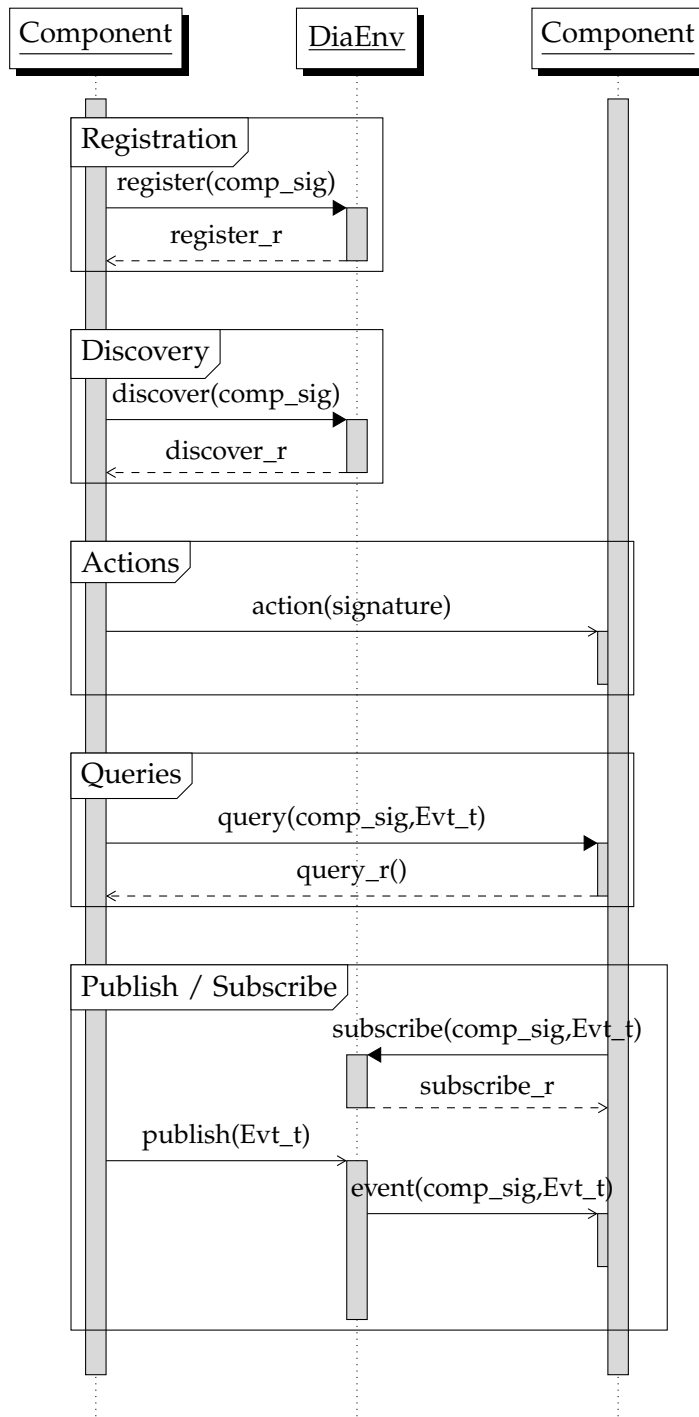 Component
DiaEnv
Component
Registration
register(comp_sig)
register_r
Discovery
discover(comp_sig)
discover_r
Actions
action(signature)
Queries
query(comp_sig,Evt_t)
query_r()
Publish / Subscribe
subscribe(comp_sig,Evt_t)
subscribe_r
publish(Evt_t)
event(comp_sig,Evt_t)